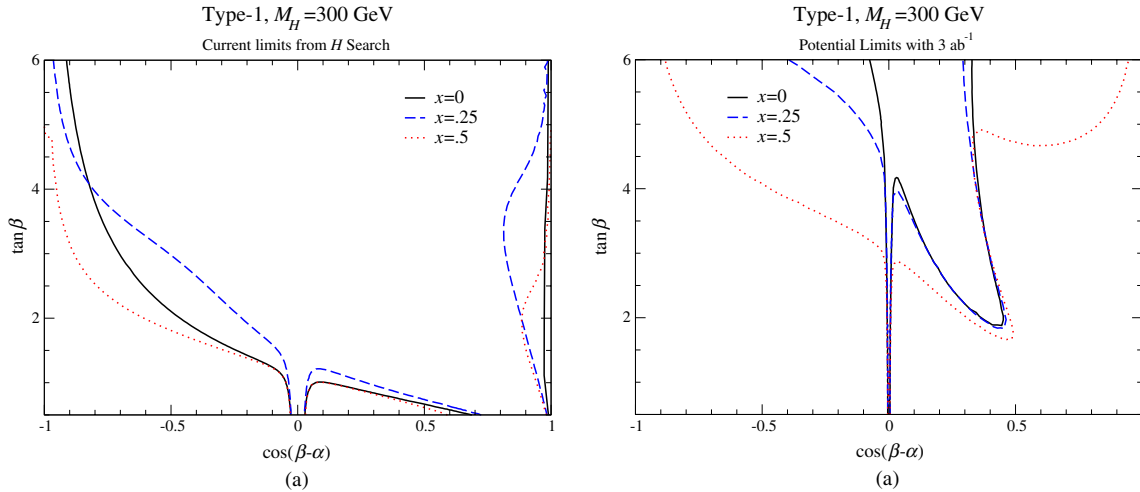 Type-1, M_H=300 GeV
Current limits from H Search
6
4
2
tan β
x=0
x=.25
x=.5
-1 -0.5 0 0.5 1
cos(β-α)
(a)
Type-1, M_H=300 GeV
Potential Limits with 3 ab⁻¹
6
4
2
tan β
x=0
x=.25
x=.5
-1 -0.5 0 0.5
cos(β-α)
(a)